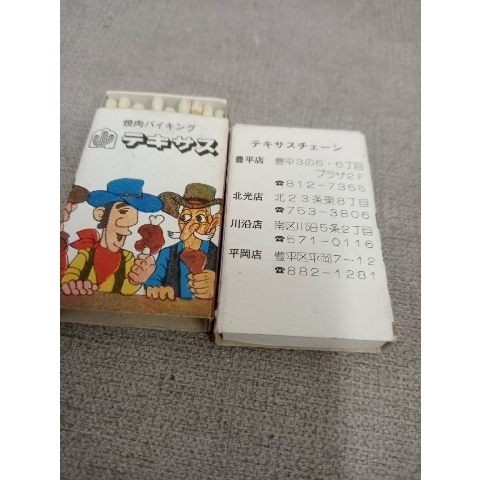 焼肉バイキング
テキサス
テキサスチェーン
豊平店 豊平3の6・6丁目
プラザ2F
☎812-7355
北光店 北23条東8丁目
☎753-3806
川沿店 南区川沿5条2丁目
☎571-0116
平岡店 豊平区平岡7-12
☎882-1281